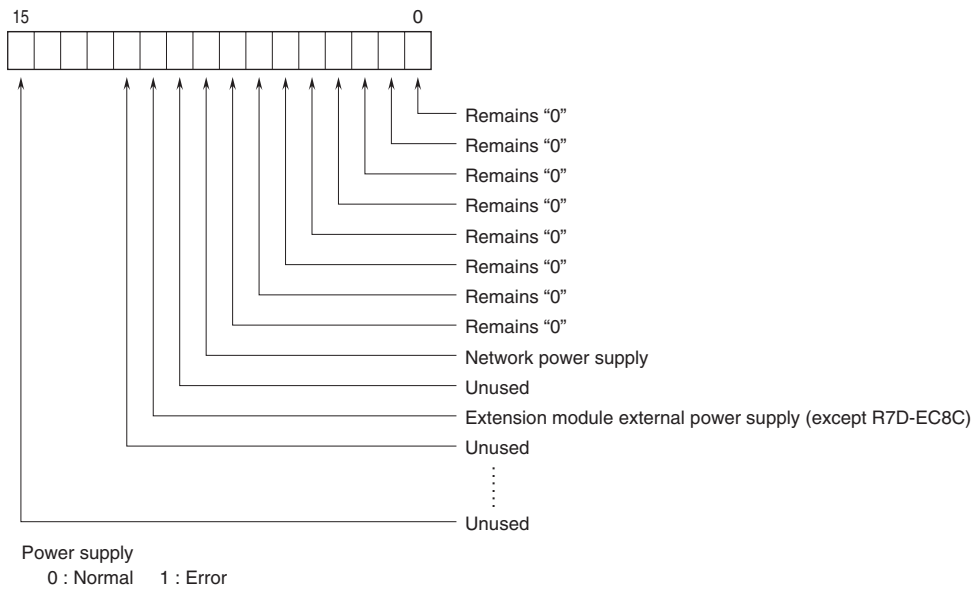 15 0
Remains “0”
Remains “0”
Remains “0”
Remains “0”
Remains “0”
Remains “0”
Remains “0”
Remains “0”
Network power supply
Unused
Extension module external power supply (except R7D-EC8C)
Unused
Unused
Power supply
0 : Normal 1 : Error